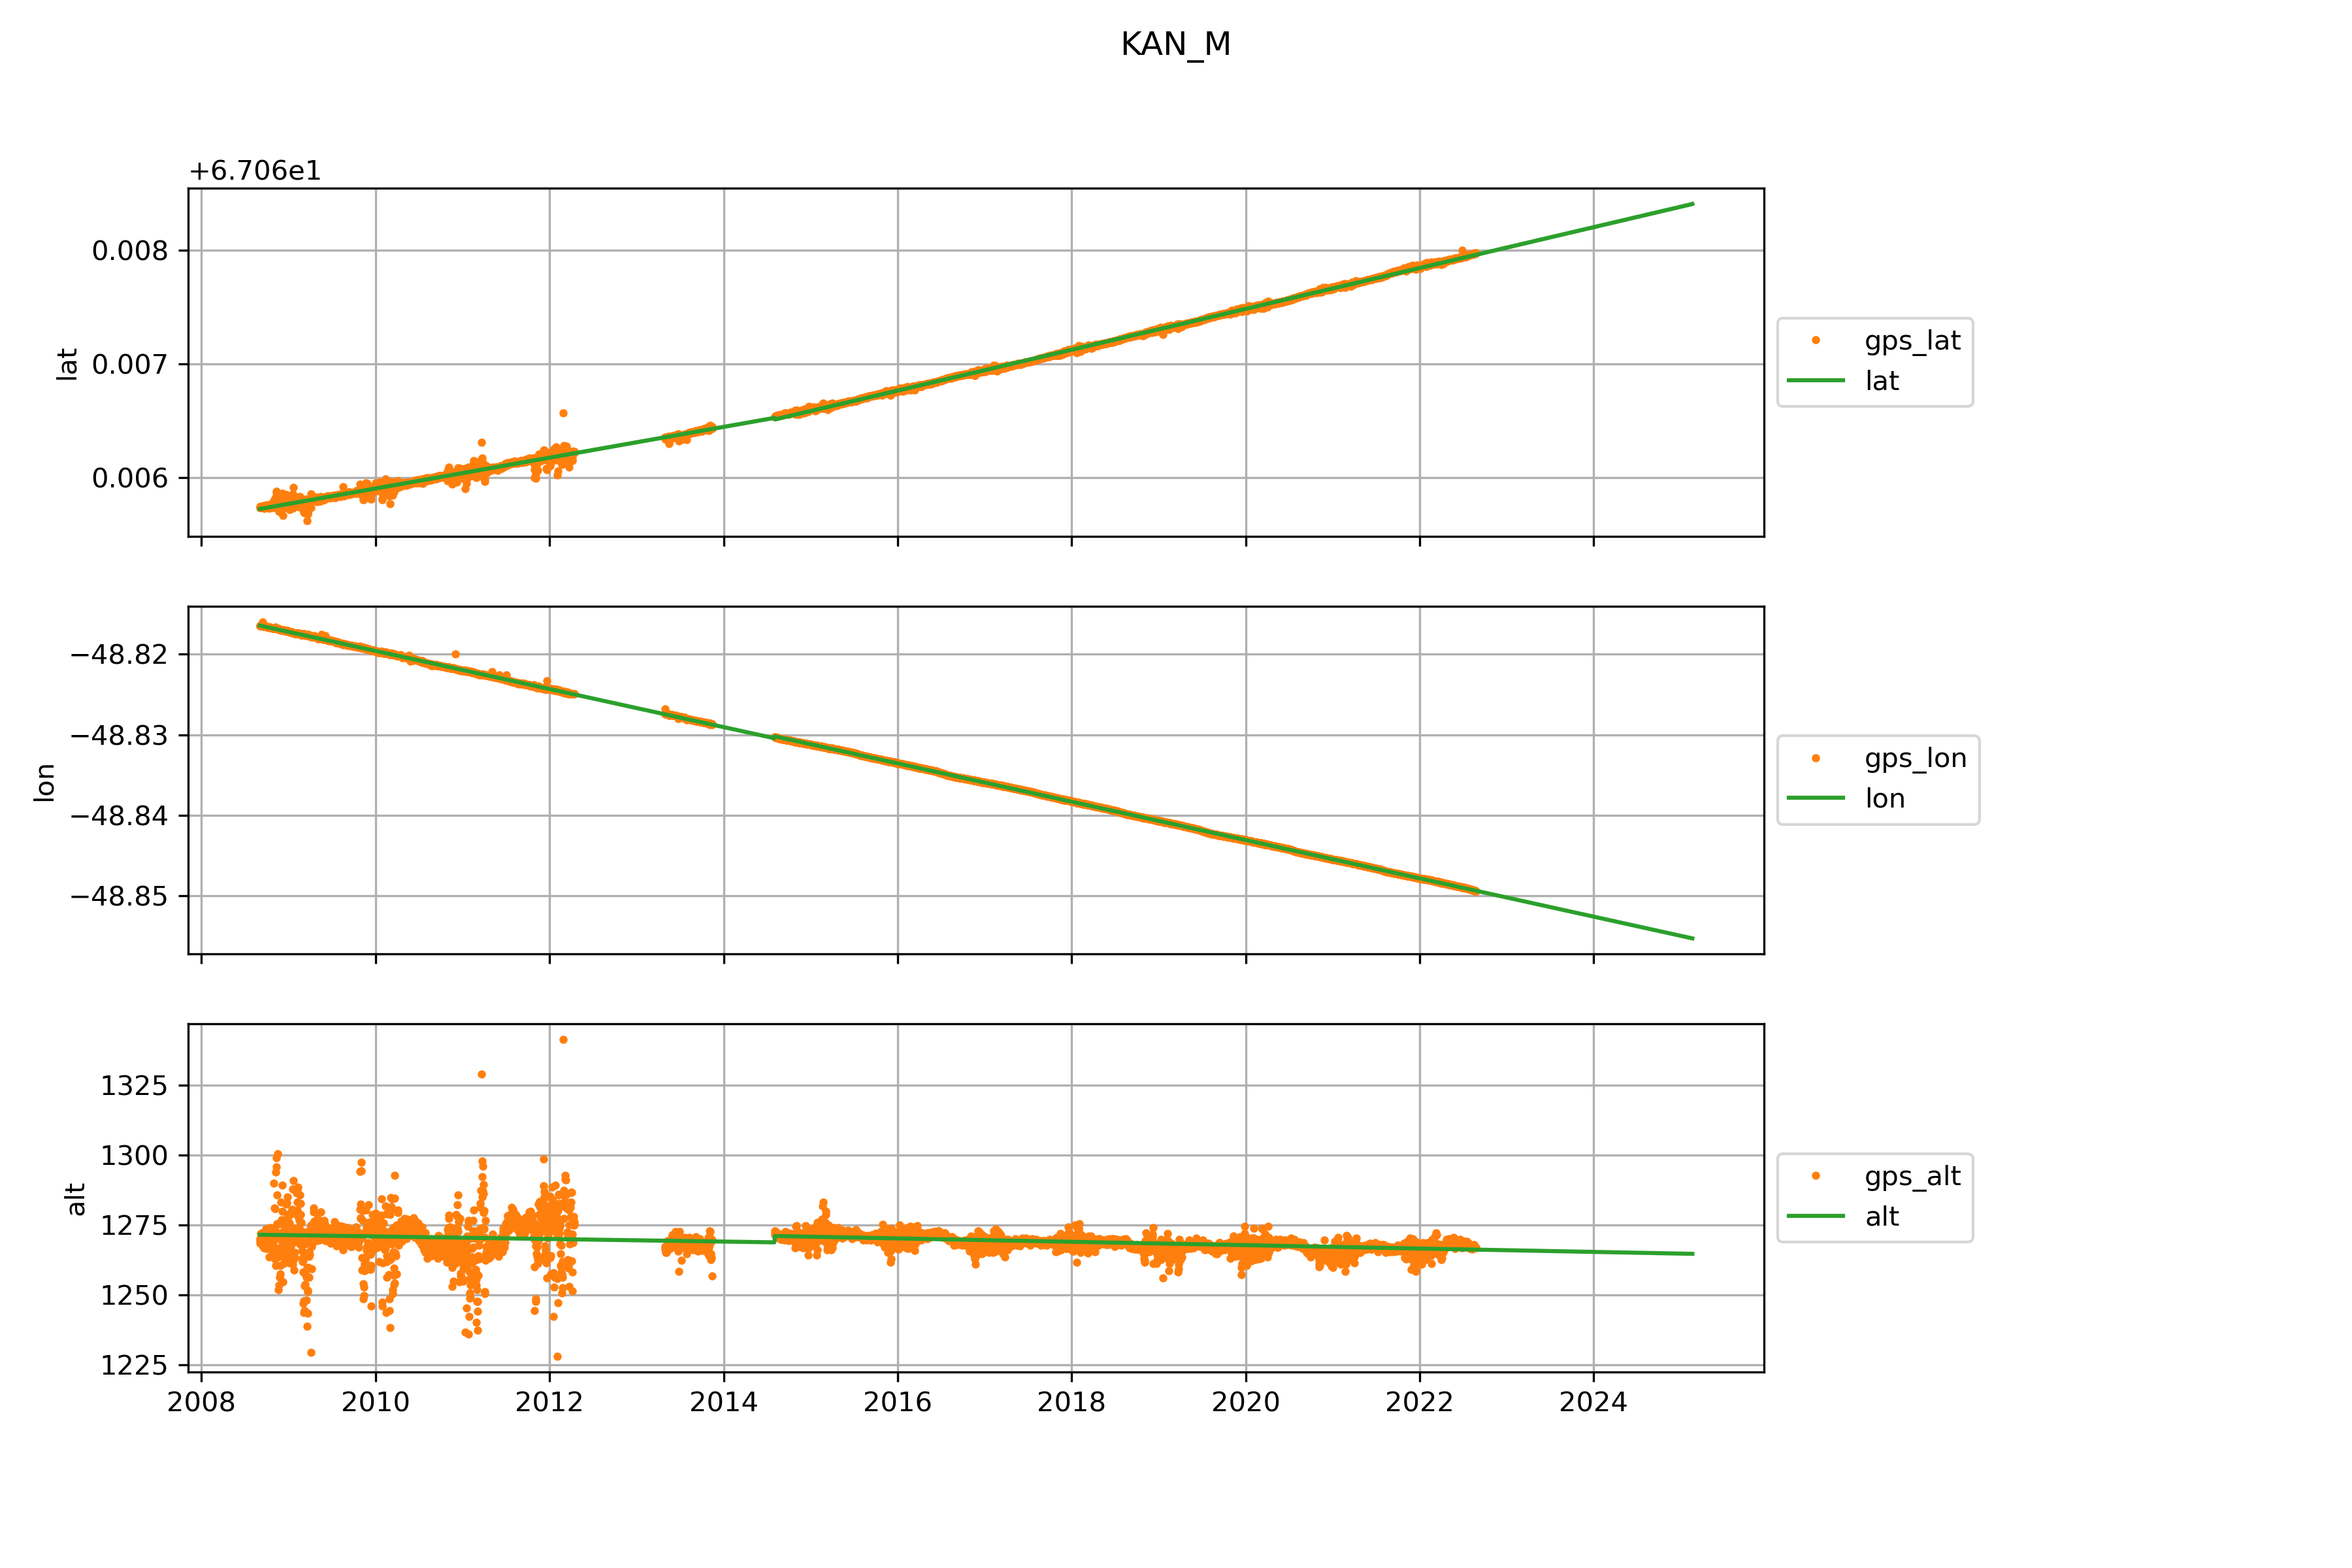 KAN_M
+6.706e1
0.008
0.007
0.006
lat
gps_lat
lat
−48.82
−48.83
−48.84
−48.85
lon
gps_lon
lon
1325
1300
1275
1250
1225
alt
gps_alt
alt
2008 2010 2012 2014 2016 2018 2020 2022 2024